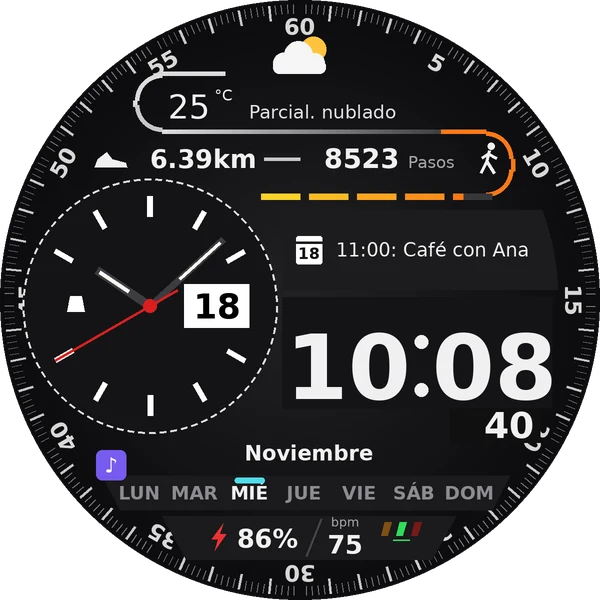 60
55
5
25 °C Parcial. nublado
50
6.39km — 8523 Pasos
10
18 11:00: Café con Ana
45
18
15
10:08
40
40
Noviembre
LUN MAR MIÉ JUE VIE SÁB DOM
35
86% / bpm 75
30